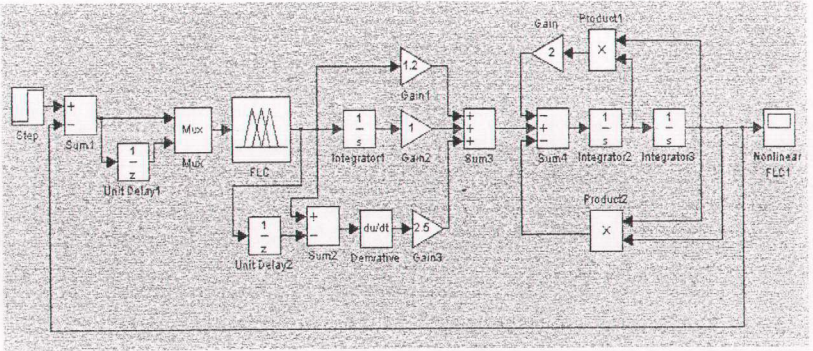 Gain
Product1
2
×
1.2
Gain1
Step
+
−
Sum1
Mux
Mux
FLC
1
s
Integrator1
1
Gain2
+
+
+
Sum3
−
+
−
Sum4
1
s
Integrator2
1
s
Integrator3
Nonlinear
FLC1
1
z
Unit Delay1
Product2
×
1
z
Unit Delay2
+
−
Sum2
du/dt
Derivative
2.5
Gain3